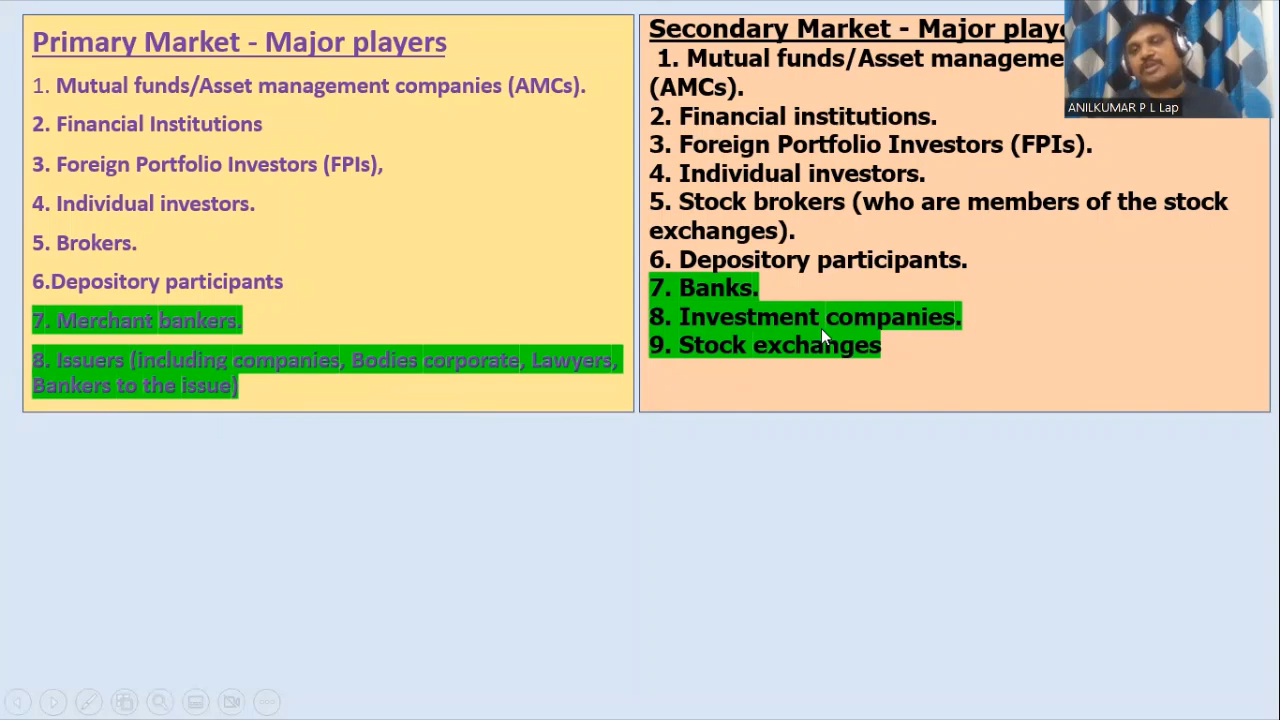 Primary Market - Major players
1. Mutual funds/Asset management companies (AMCs).
2. Financial Institutions
3. Foreign Portfolio Investors (FPIs),
4. Individual investors.
5. Brokers.
6.Depository participants
7. Merchant bankers.
8. Issuers (including companies, Bodies corporate, Lawyers,
Bankers to the issue)
Secondary Market - Major
1. Mutual funds/Asset
(AMCs).
2. Financial institutions.
3. Foreign Portfolio Investors (FPIs).
4. Individual investors.
5. Stock brokers (who are members of the stock
exchanges).
6. Depository participants.
7. Banks.
8. Investment companies.
9. Stock exchanges
ANILKUMAR P L Lap